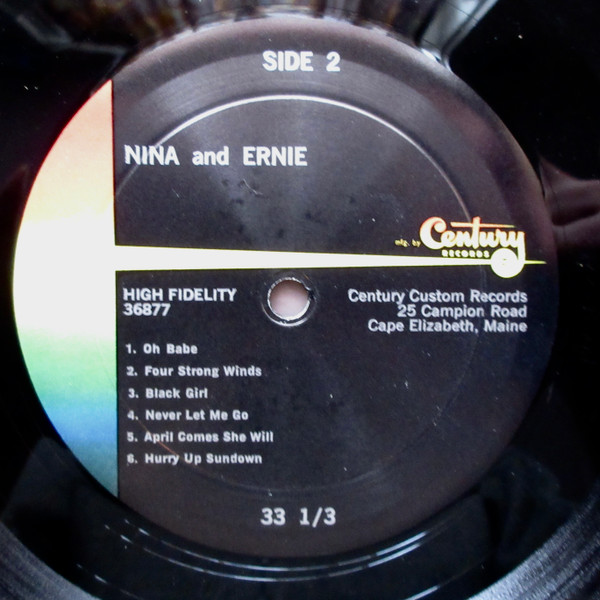 SIDE 2
NINA and ERNIE
mfg. by Century
RECORDS
HIGH FIDELITY
36877
Century Custom Records
25 Campion Road
Cape Elizabeth, Maine
1. Oh Babe
2. Four Strong Winds
3. Black Girl
4. Never Let Me Go
5. April Comes She Will
6. Hurry Up Sundown
33 1/3